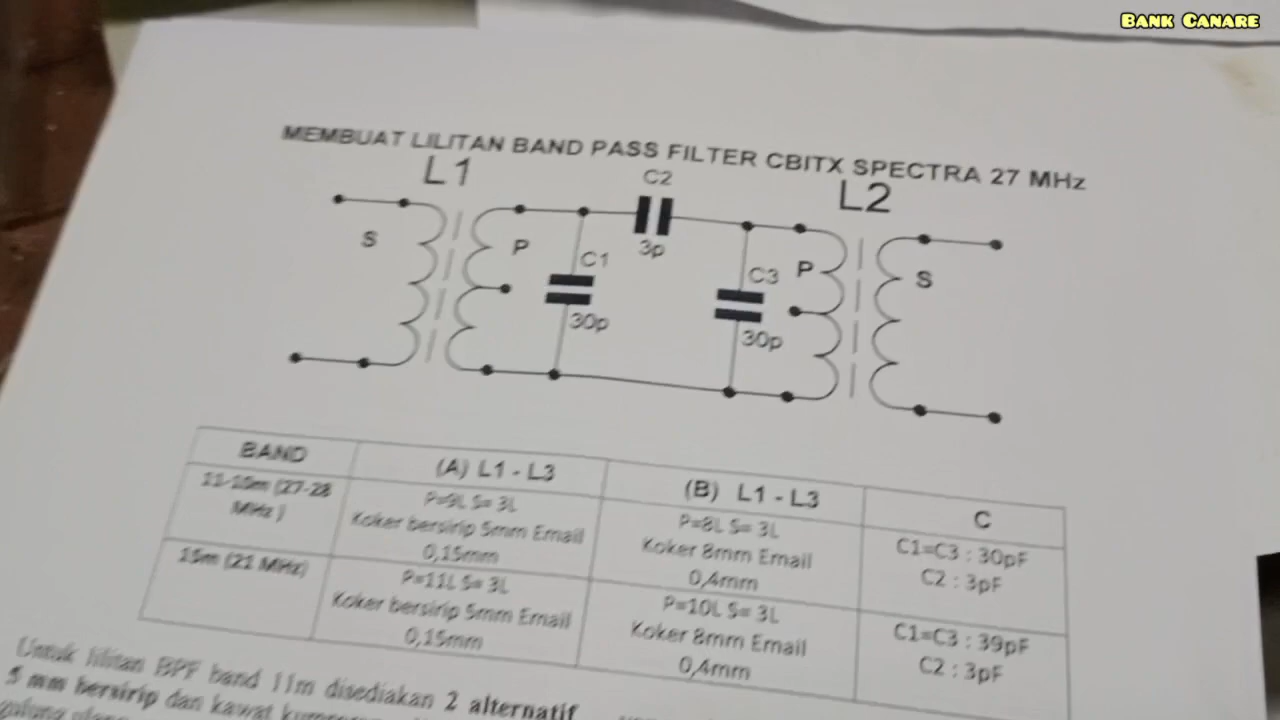 BANK CANARE
MEMBUAT LILITAN BAND PASS FILTER CBITX SPECTRA 27 MHz
L1
C2
L2
S
P
C1
3p
C3
P
S
30p
30p
BAND
(A) L1 - L3
(B) L1 - L3
C
11-10m (27-28
MHz )
P=9L S= 3L
Koker bersirip 5mm Email
0,15mm
P=8L S= 3L
Koker 8mm Email
0,4mm
C1=C3 : 30pF
C2 : 3pF
15m (21 MHz)
P=11L S= 3L
Koker bersirip 5mm Email
0,15mm
P=10L S= 3L
Koker 8mm Email
0,4mm
C1=C3 : 39pF
C2 : 3pF
Untuk lilitan BPF band 11m disediakan 2 alternatif
5 mm bersirip dan kawat